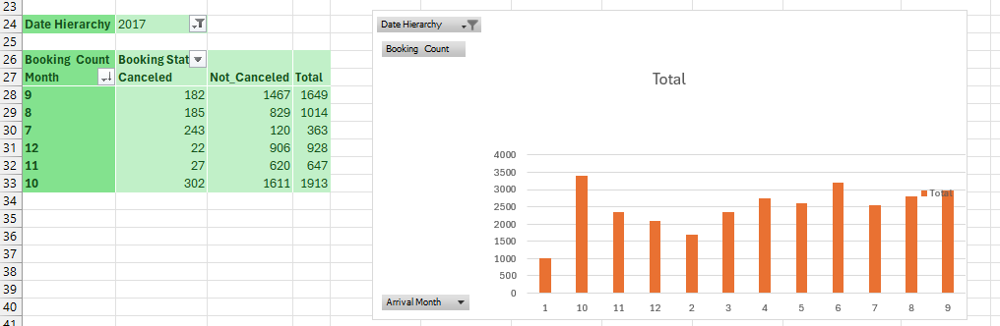 23
24 Date Hierarchy 2017
25
26 Booking Count Booking Stat
27 Month Canceled Not_Canceled Total
28 9 182 1467 1649
29 8 185 829 1014
30 7 243 120 363
31 12 22 906 928
32 11 27 620 647
33 10 302 1611 1913
34
35
36
37
38
39
40
41
Date Hierarchy
Booking Count
Total
4000
3500
3000
2500
2000
1500
1000
500
0
Total
1 10 11 12 2 3 4 5 6 7 8 9
Arrival Month